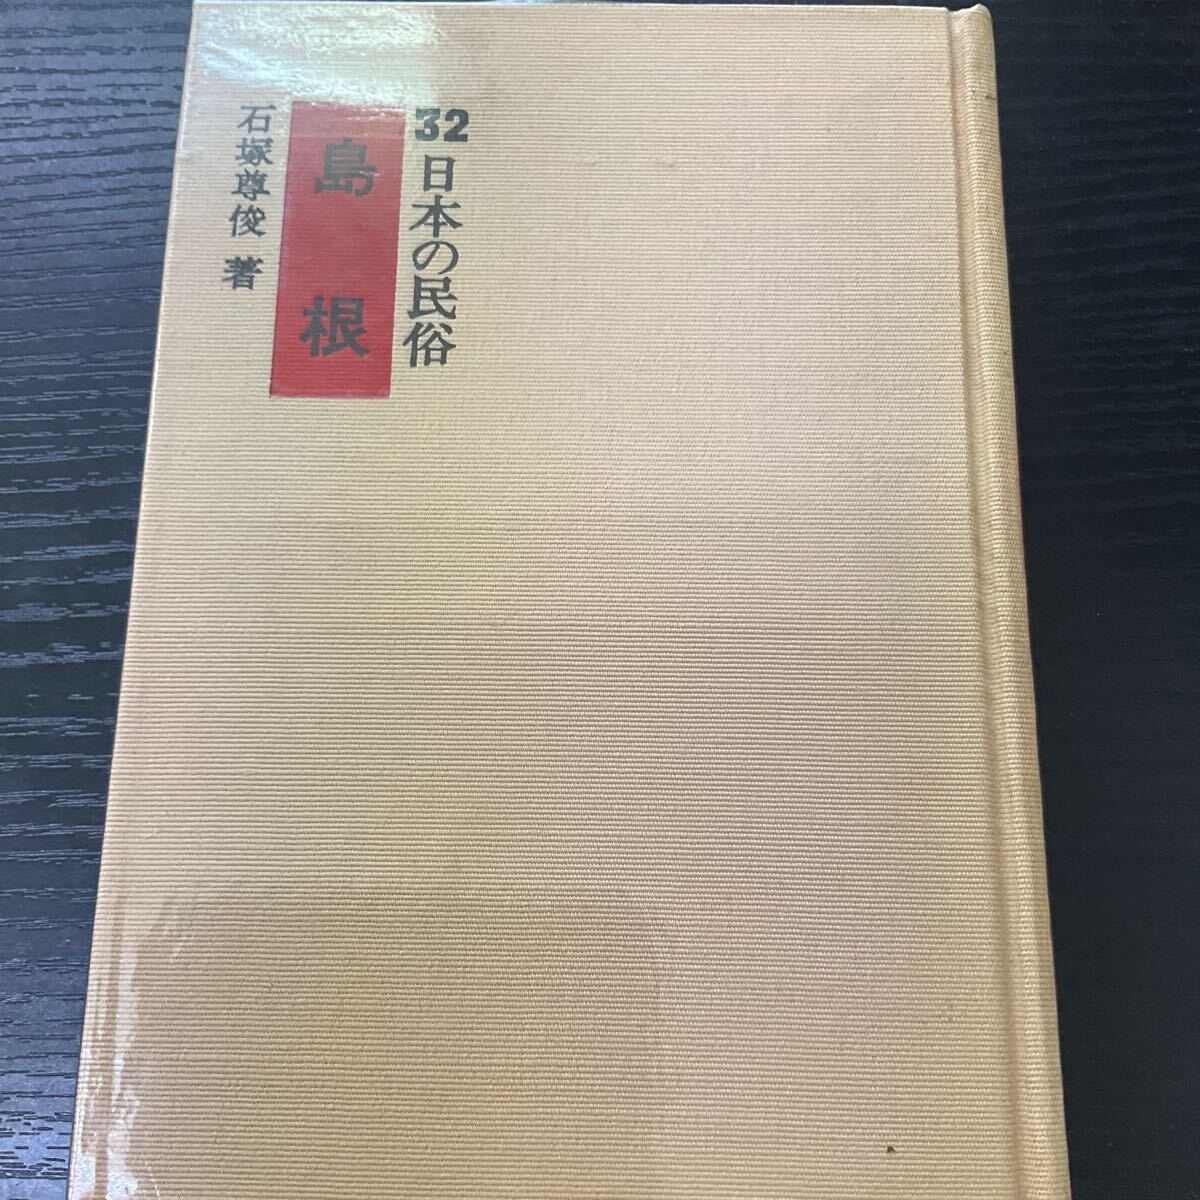 32 日本の民俗
島根
石塚尊俊 著